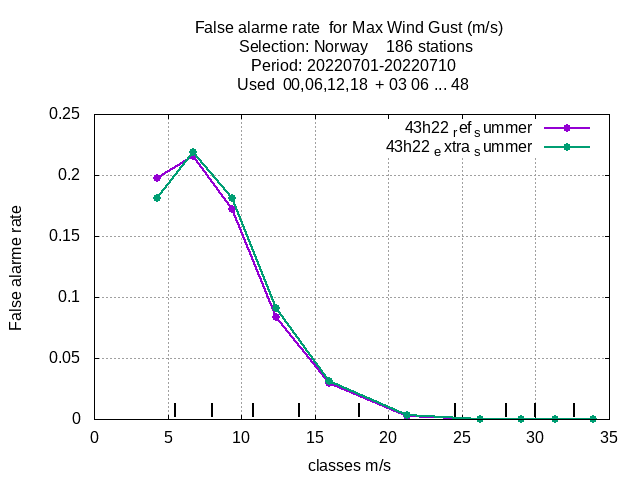 False alarme rate  for Max Wind Gust (m/s)
Selection: Norway    186 stations
Period: 20220701-20220710
Used  00,06,12,18  + 03 06 ... 48
43h22 ref summer
43h22 extra summer
0.25
0.2
0.15
0.1
0.05
0
False alarme rate
0 5 10 15 20 25 30 35
classes m/s